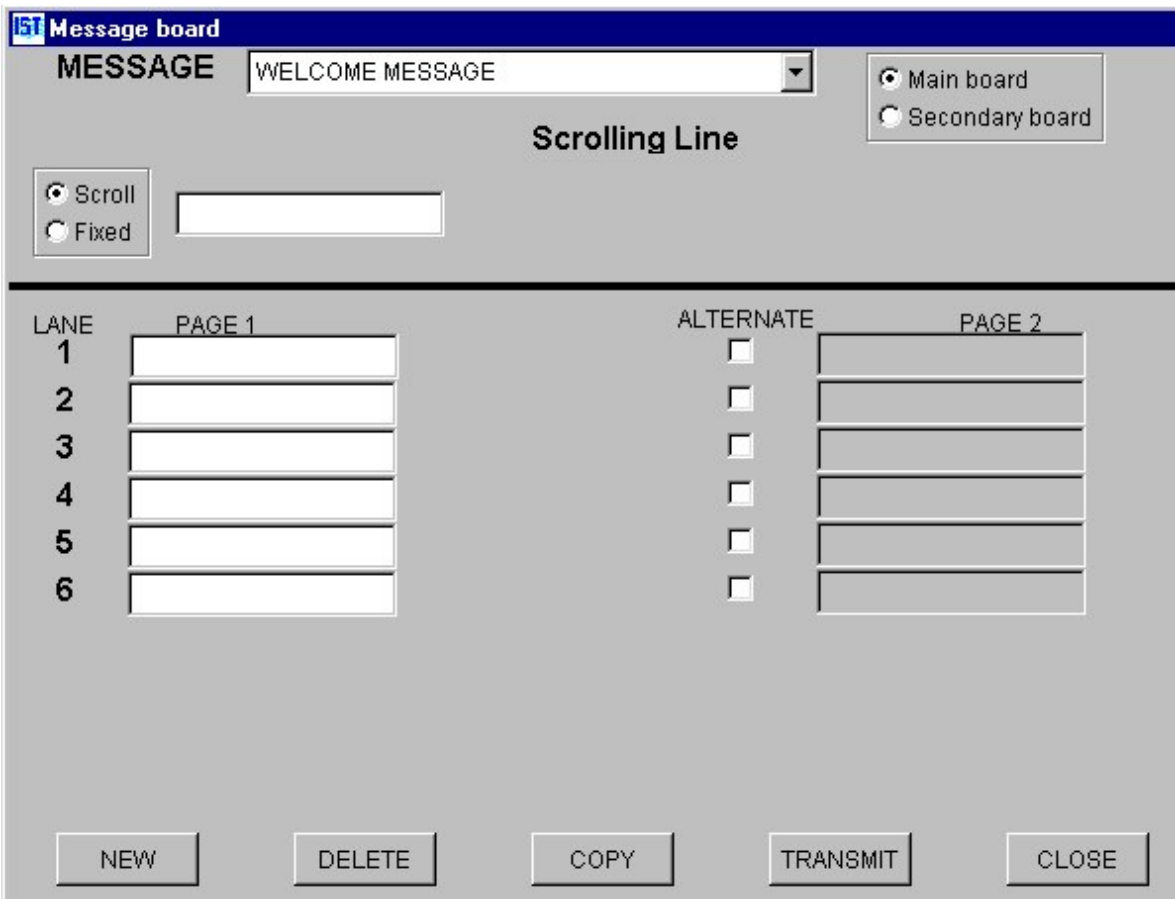 IST Message board
MESSAGE WELCOME MESSAGE
Main board
Secondary board
Scrolling Line
Scroll
Fixed
LANE PAGE 1 ALTERNATE PAGE 2
1
2
3
4
5
6
NEW DELETE COPY TRANSMIT CLOSE